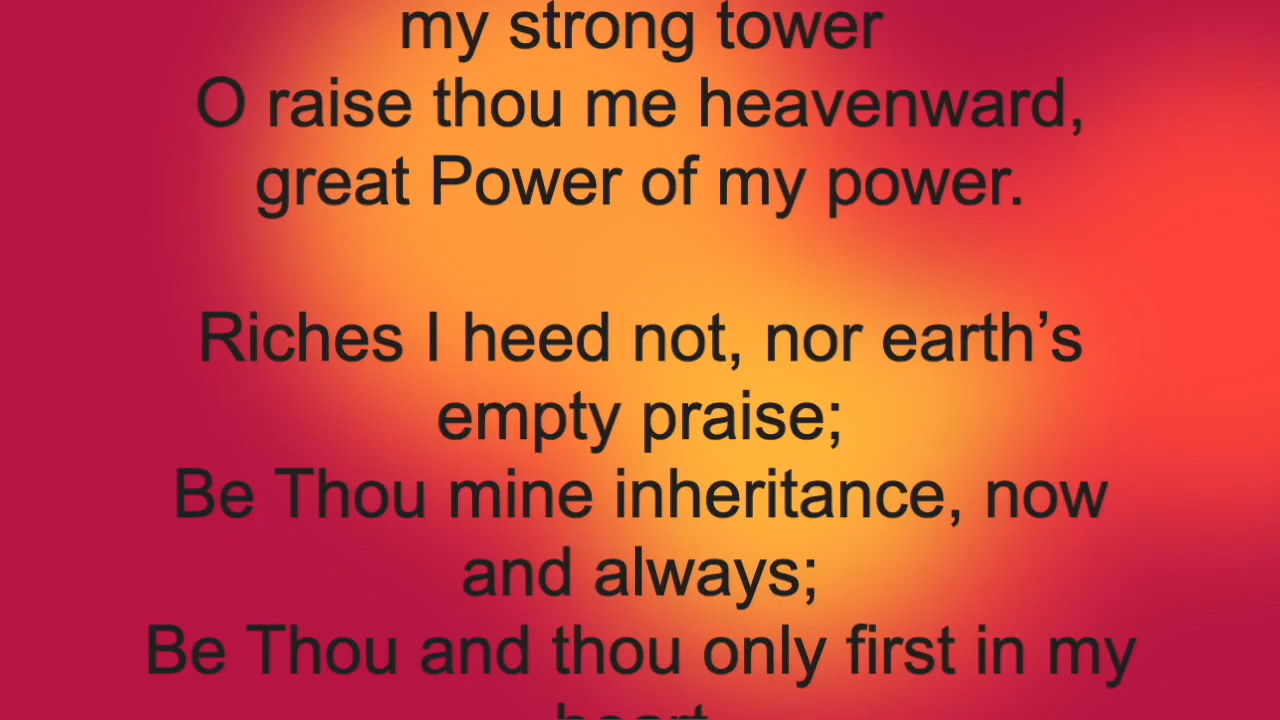 my strong tower
O raise thou me heavenward,
great Power of my power.
Riches I heed not, nor earth’s
empty praise;
Be Thou mine inheritance, now
and always;
Be Thou and thou only first in my
heart